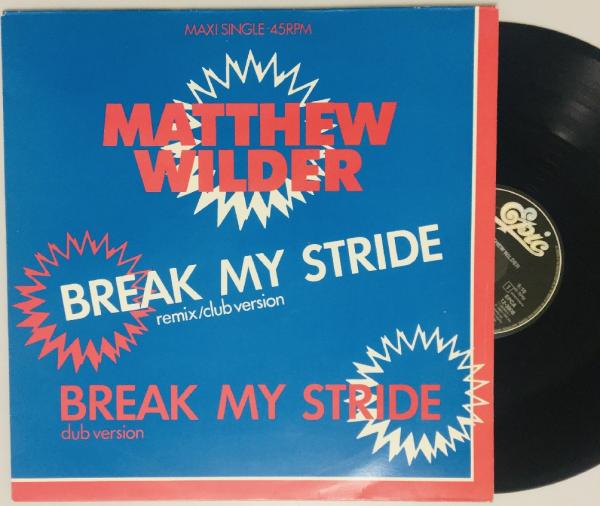 MAXI SINGLE-45RPM
MATTHEW
WILDER
BREAK MY STRIDE
remix/club version
BREAK MY STRIDE
dub version
Epic